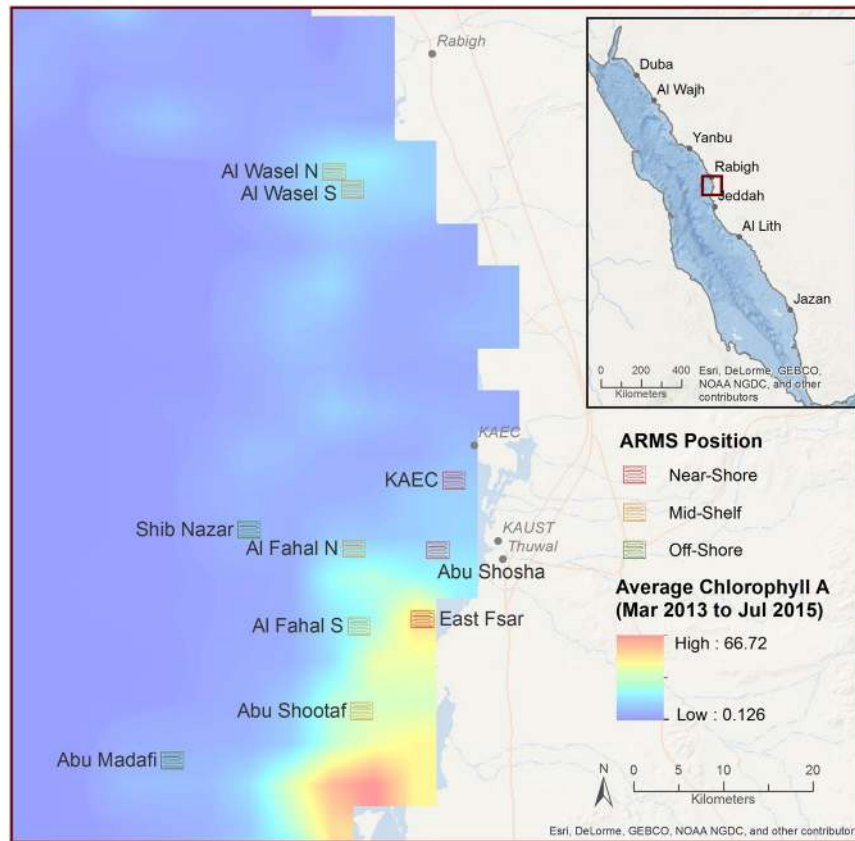 Rabigh
Al Wasel N
Al Wasel S
KAEC
KAEC
Shib Nazar
Al Fahal N
KAUST
Thuwal
Abu Shosha
Al Fahal S
East Fsar
Abu Shootaf
Abu Madafi
Duba
Al Wajh
Yanbu
Rabigh
Jeddah
Al Lith
Jazan
0 200 400
Kilometers
Esri, DeLorme, GEBCO,
NOAA NGDC, and other
contributors
ARMS Position
Near-Shore
Mid-Shelf
Off-Shore
Average Chlorophyll A
(Mar 2013 to Jul 2015)
High : 66.72
Low : 0.126
N
0 5 10 20
Kilometers
Esri, DeLorme, GEBCO, NOAA NGDC, and other contributor